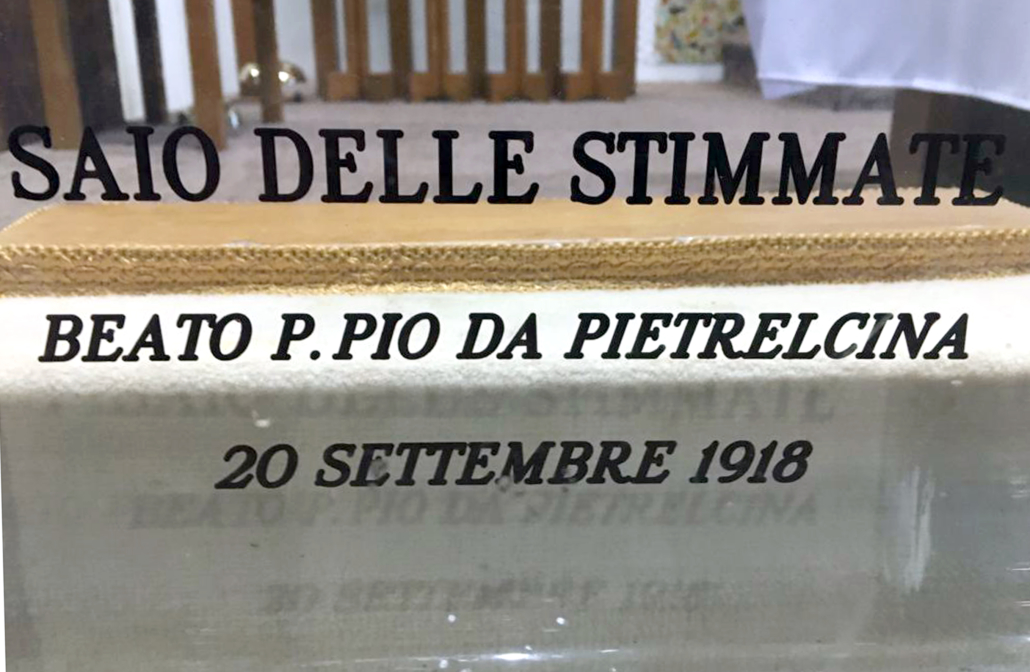 SAIO DELLE STIMMATE
BEATO P. PIO DA PIETRELCINA
20 SETTEMBRE 1918